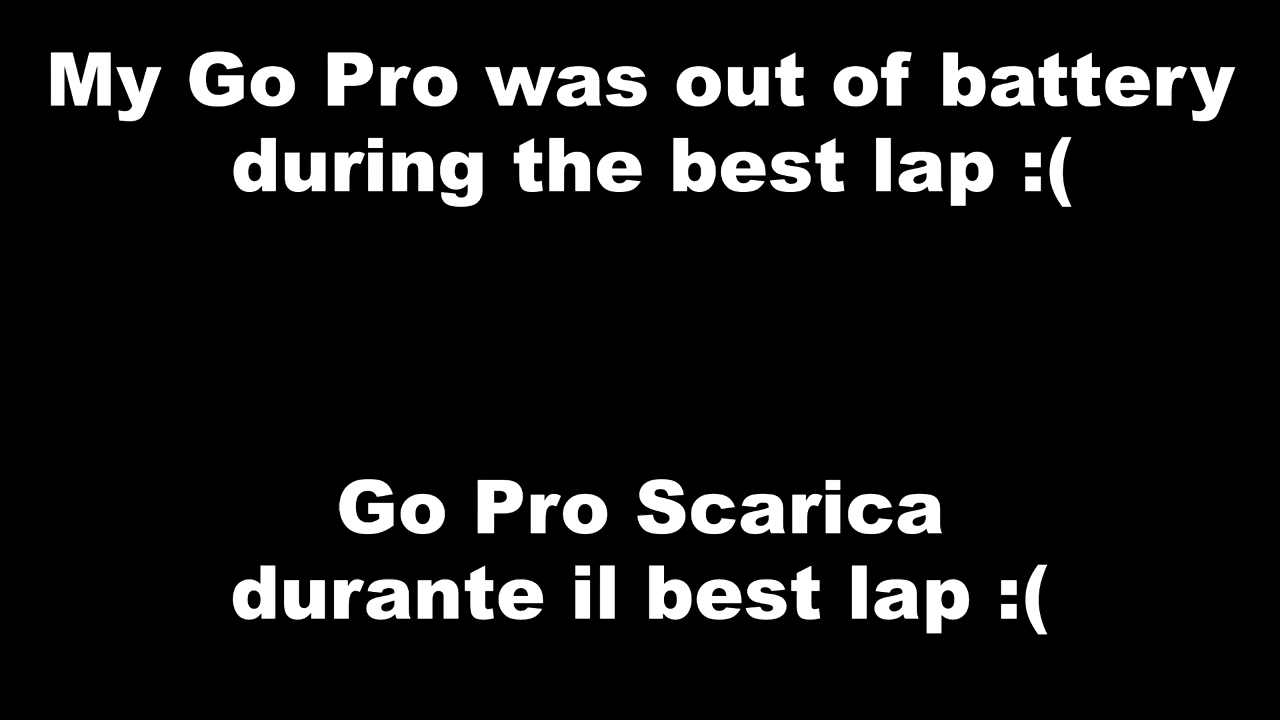 My Go Pro was out of battery
during the best lap :(
Go Pro Scarica
durante il best lap :(